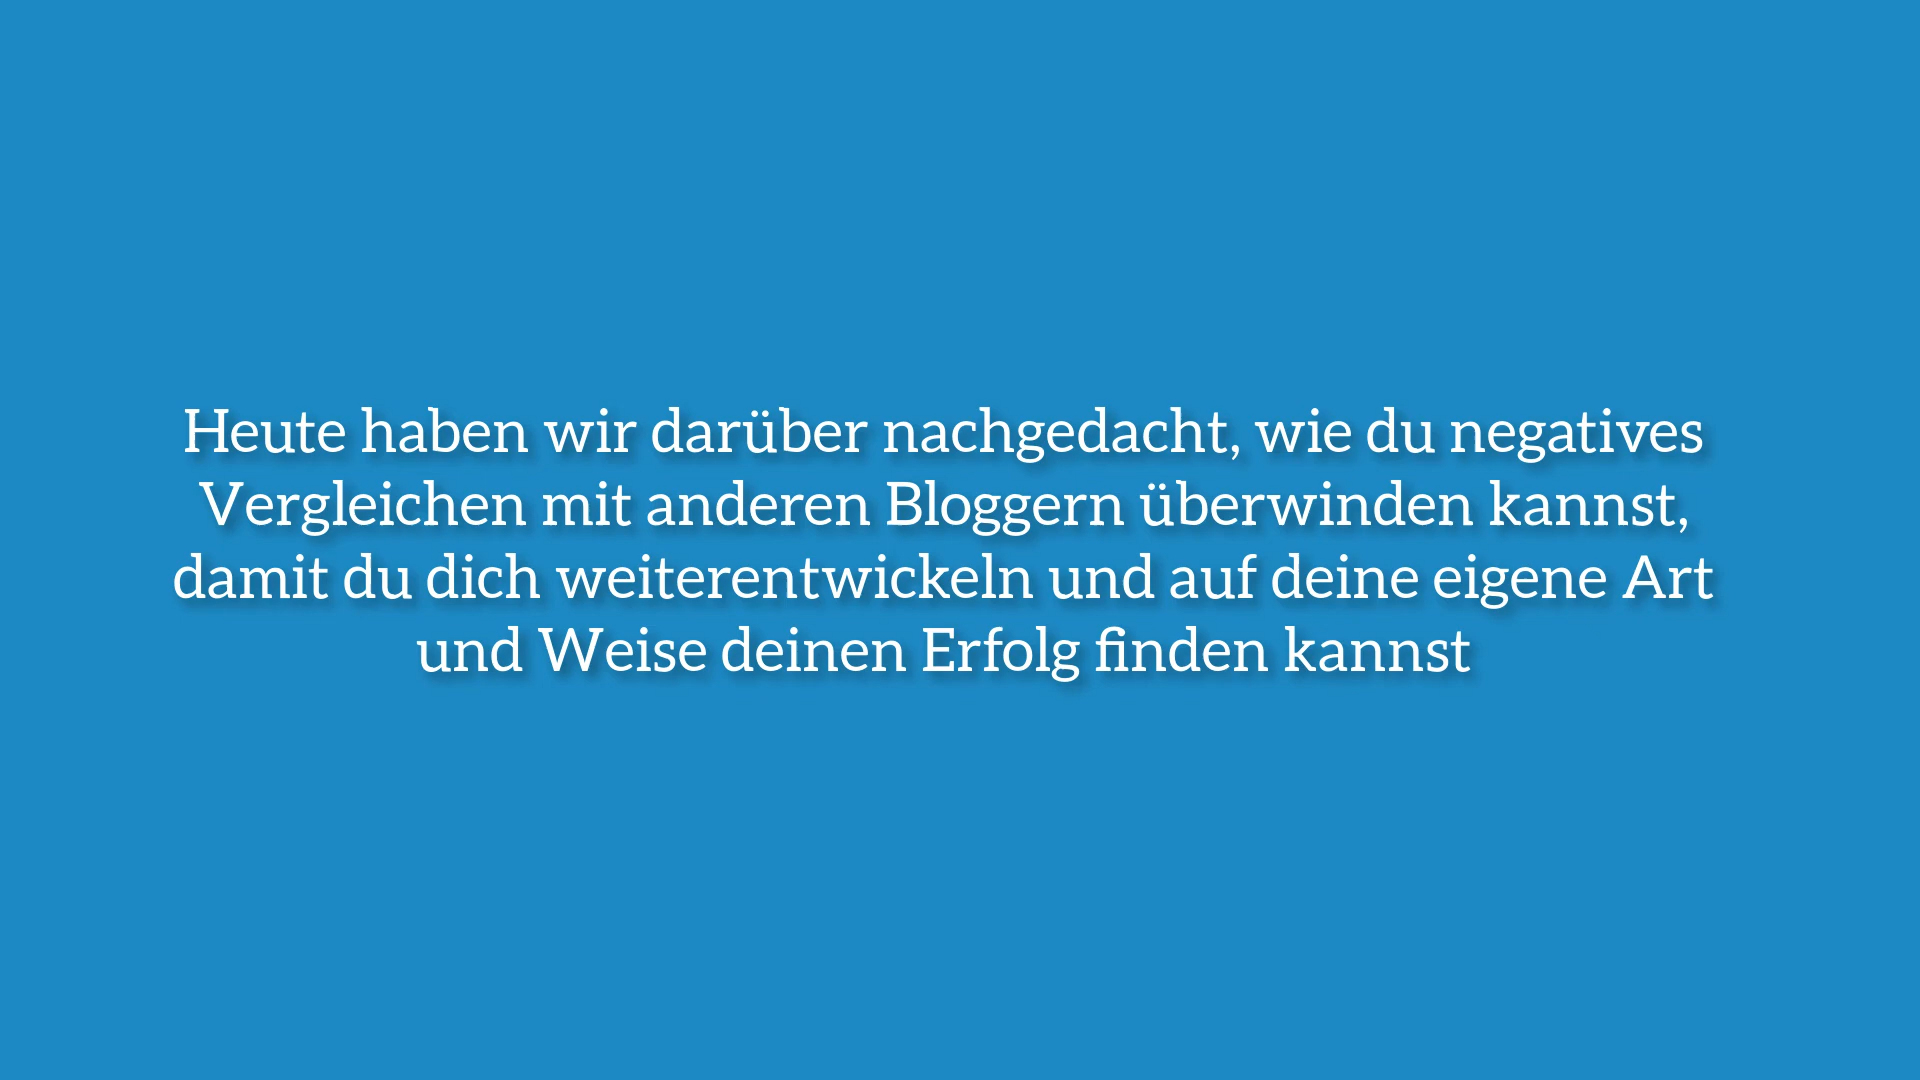 Heute haben wir darüber nachgedacht, wie du negatives
Vergleichen mit anderen Bloggern überwinden kannst,
damit du dich weiterentwickeln und auf deine eigene Art
und Weise deinen Erfolg finden kannst